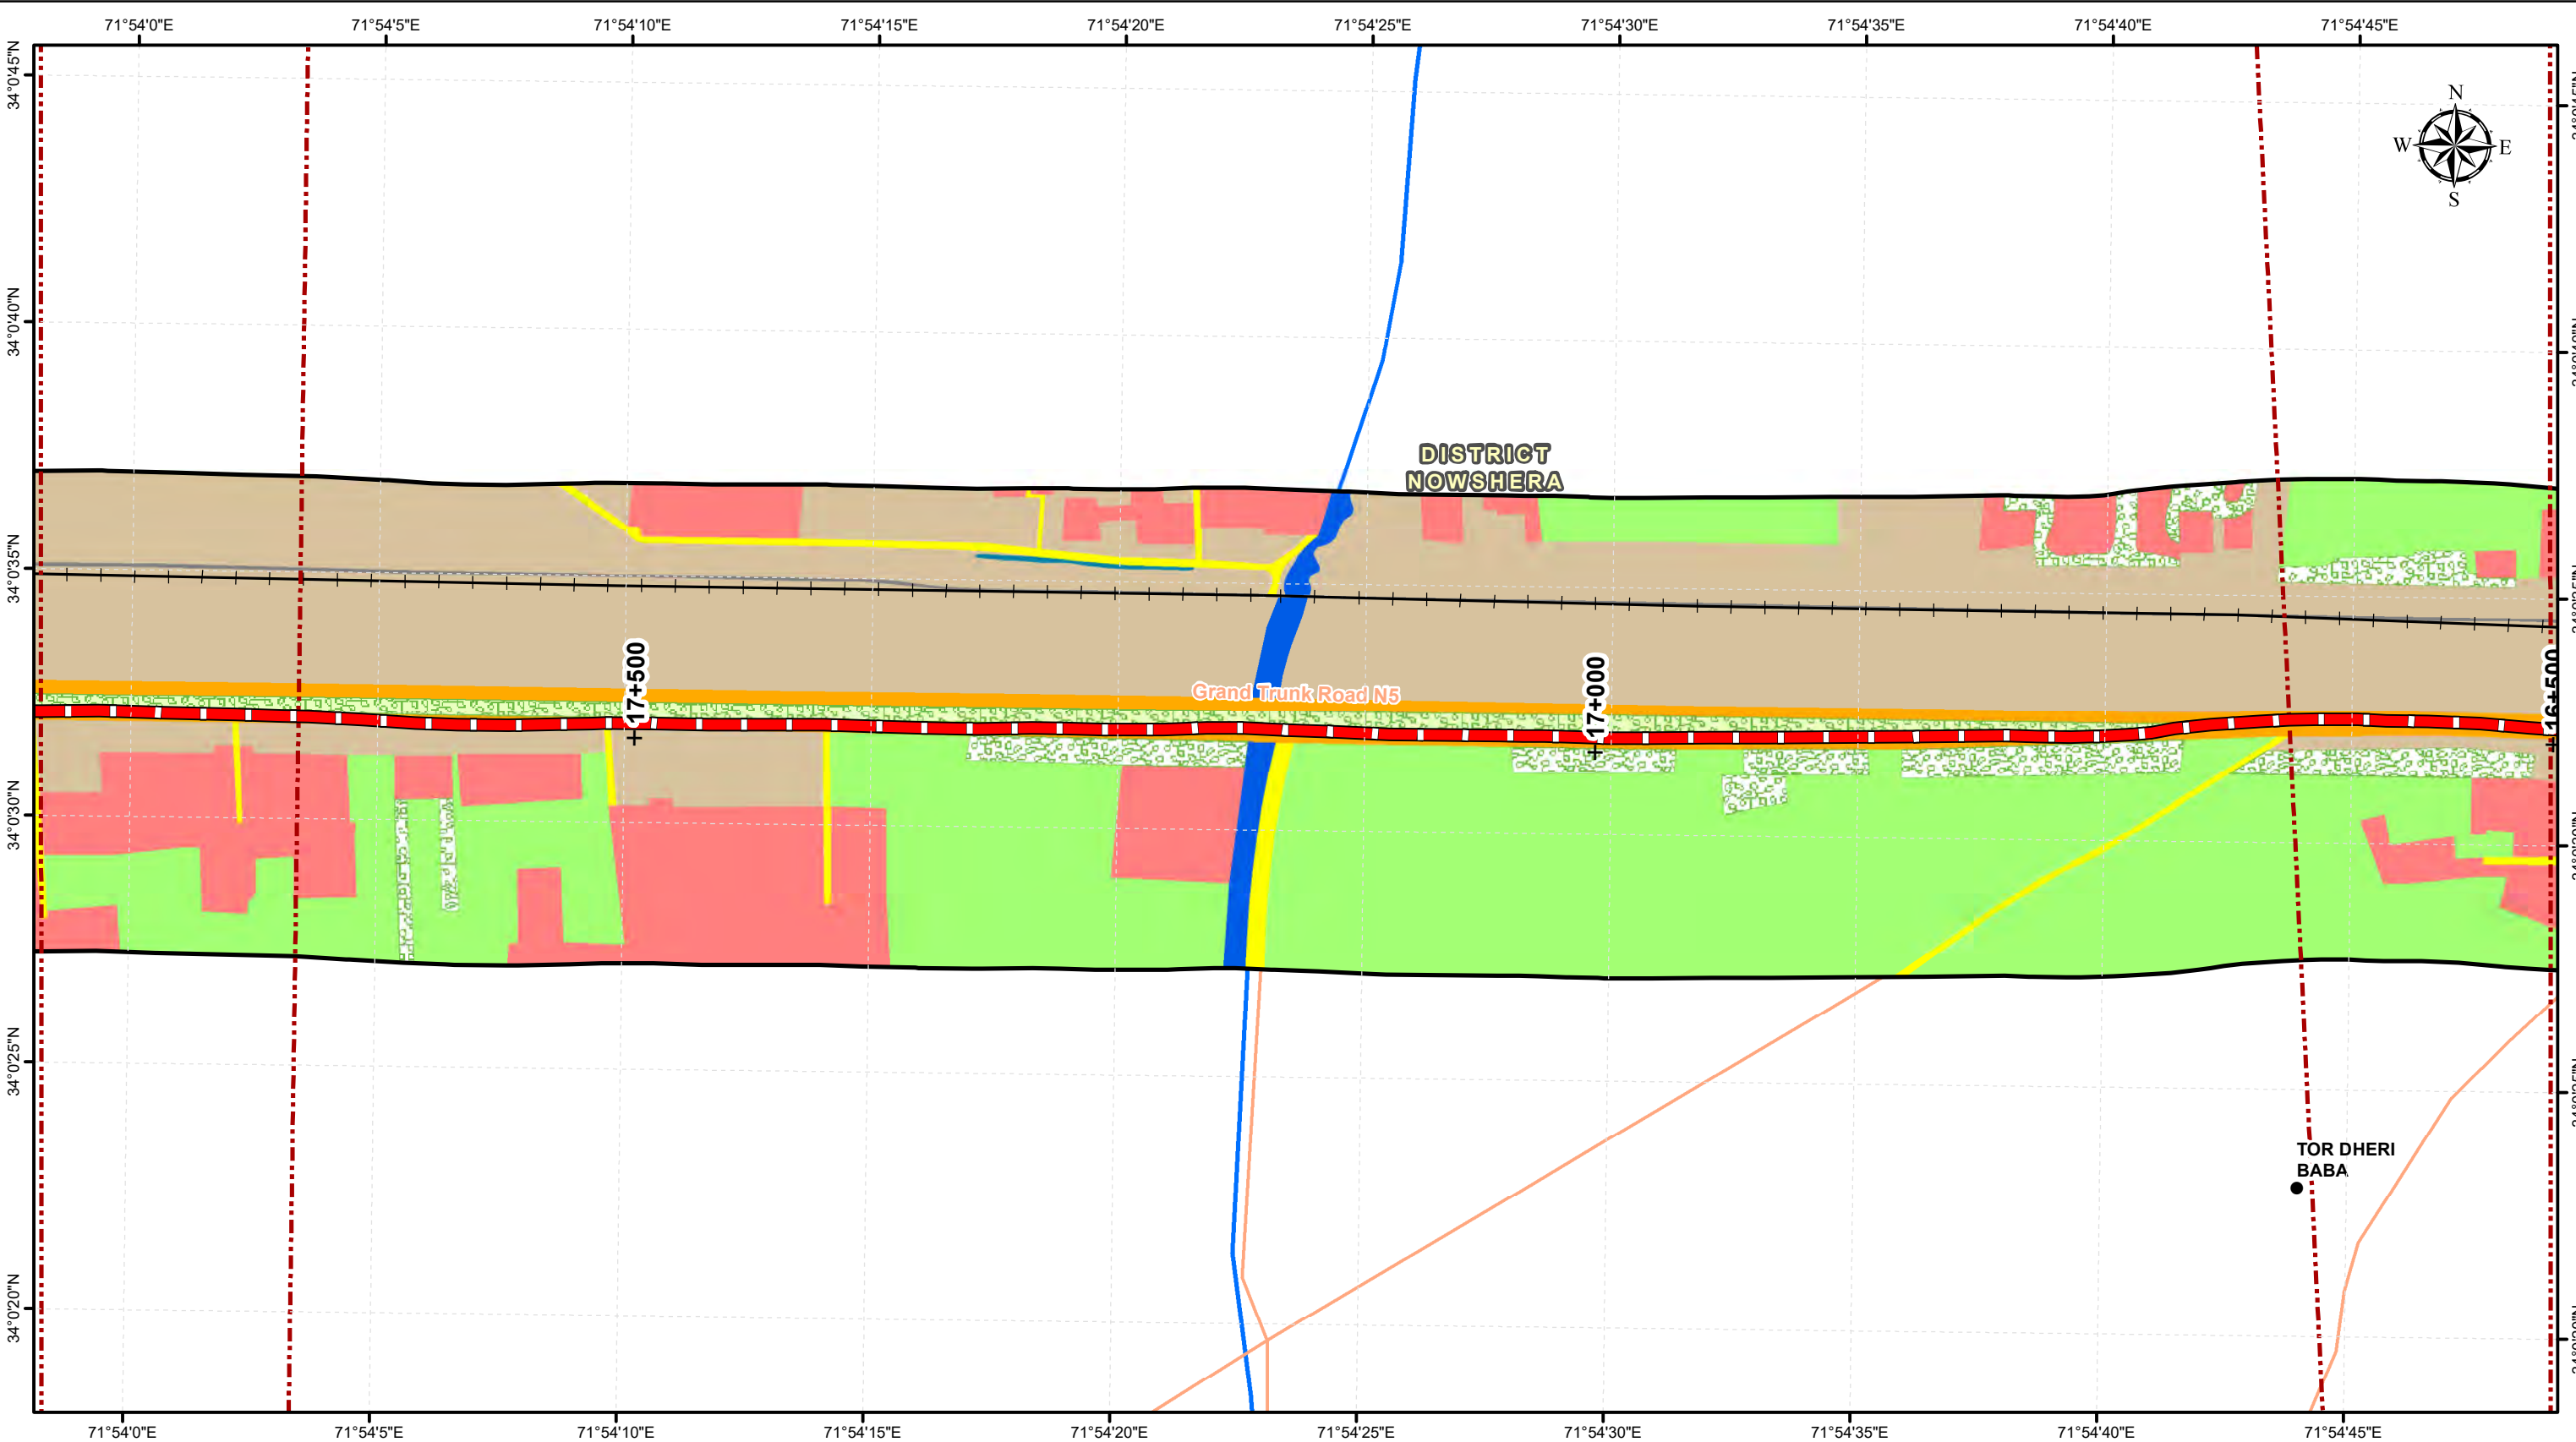 71°54'0"E
71°54'5"E
71°54'10"E
71°54'15"E
71°54'20"E
71°54'25"E
71°54'30"E
71°54'35"E
71°54'40"E
71°54'45"E
34°0'45"N
34°0'40"N
34°0'35"N
34°0'30"N
34°0'25"N
34°0'20"N
N
W
E
S
DISTRICT
NOWSHERA
17+500
Grand Trunk Road N5
17+000
16+500
TOR DHERI
BABA
71°54'0"E
71°54'5"E
71°54'10"E
71°54'15"E
71°54'20"E
71°54'25"E
71°54'30"E
71°54'35"E
71°54'40"E
71°54'45"E